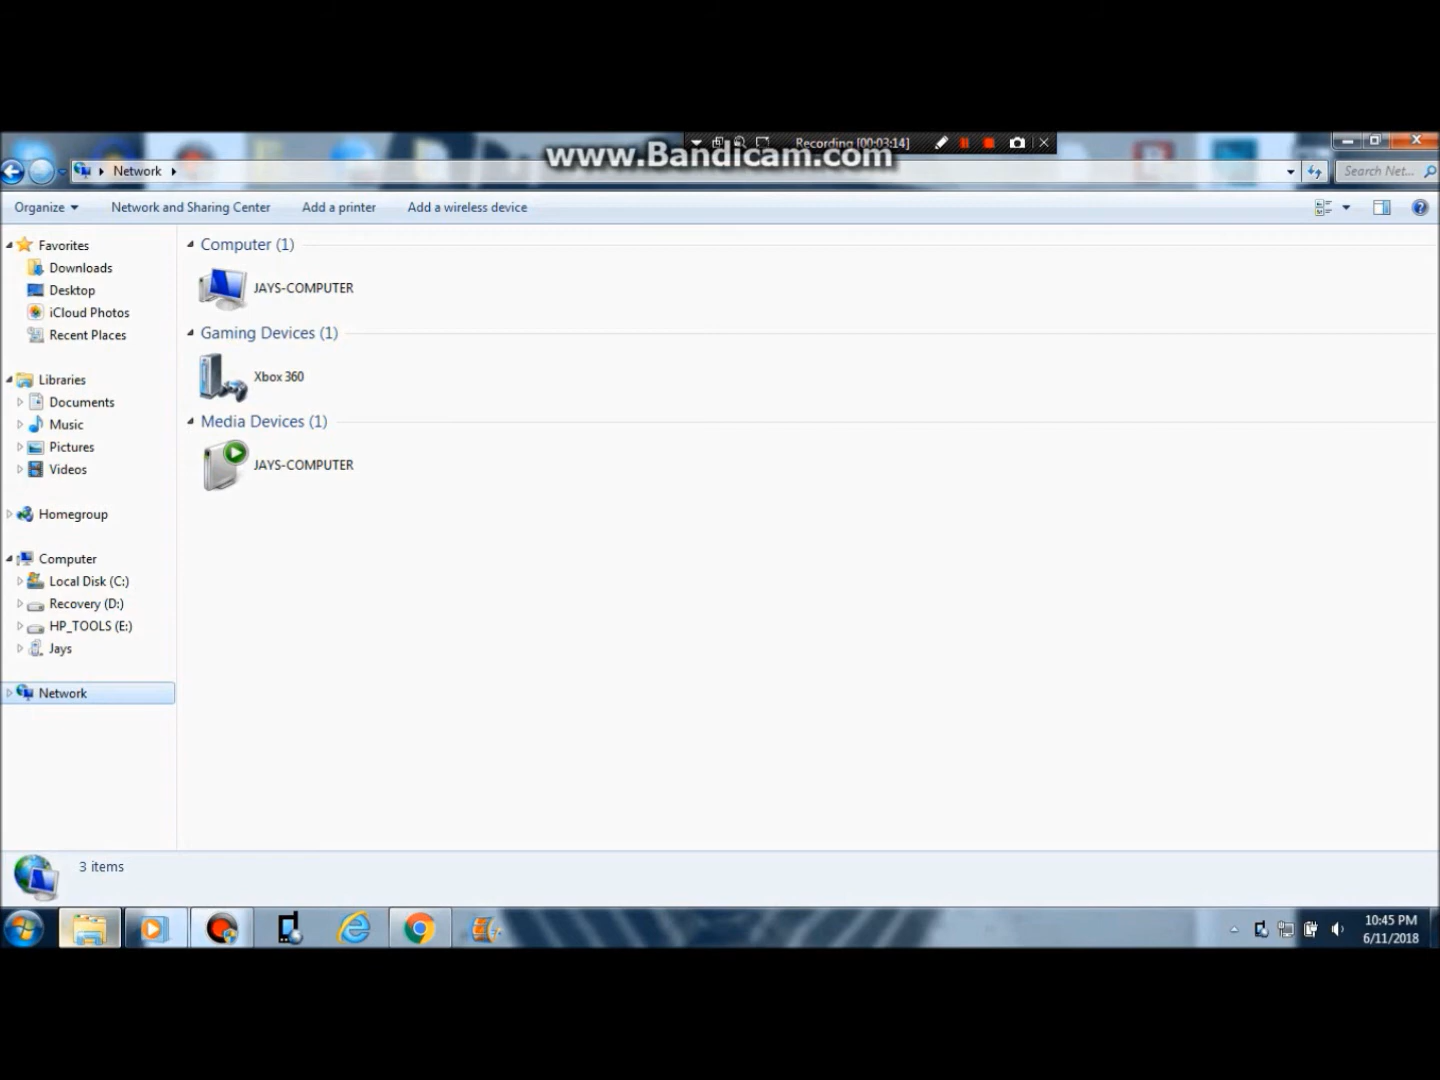 Recording [00:03:14]
www.Bandicam.com
Network
Search Net...
Organize
Network and Sharing Center
Add a printer
Add a wireless device
Favorites
Downloads
Desktop
iCloud Photos
Recent Places
Libraries
Documents
Music
Pictures
Videos
Homegroup
Computer
Local Disk (C:)
Recovery (D:)
HP_TOOLS (E:)
Jays
Network
Computer (1)
JAYS-COMPUTER
Gaming Devices (1)
Xbox 360
Media Devices (1)
JAYS-COMPUTER
3 items
10:45 PM
6/11/2018